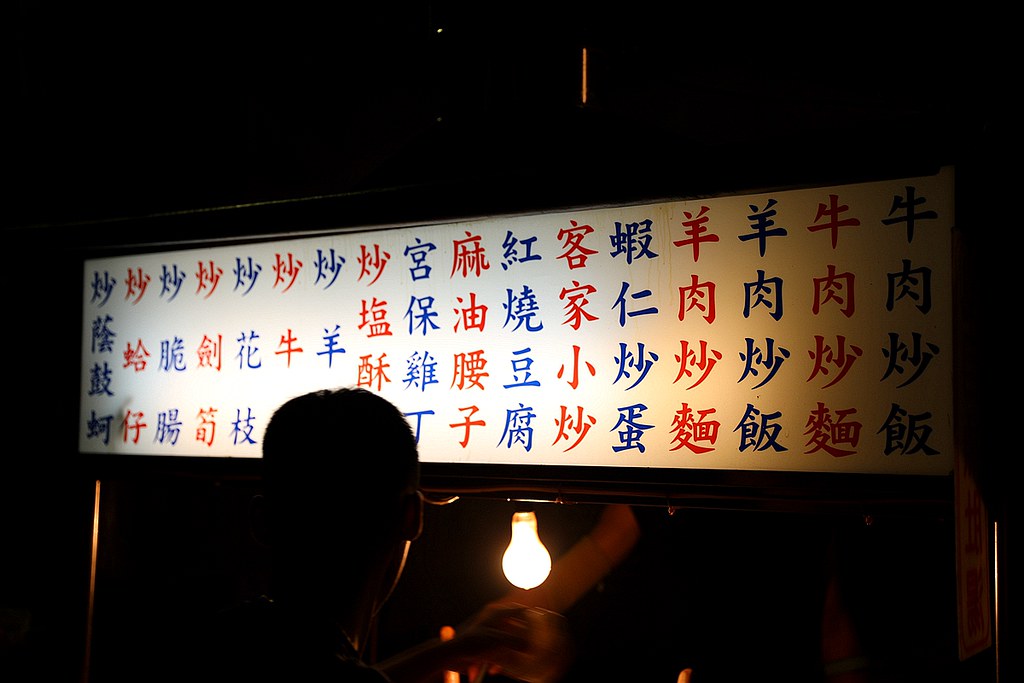 牛肉炒飯
牛肉炒麵
羊肉炒飯
羊肉炒麵
蝦仁炒蛋
客家小炒
紅燒豆腐
麻油腰子
宮保雞丁
炒塩酥
炒羊
炒牛
炒花枝
炒劍筍
炒脆腸
炒蛤仔
炒蔭鼓蚵